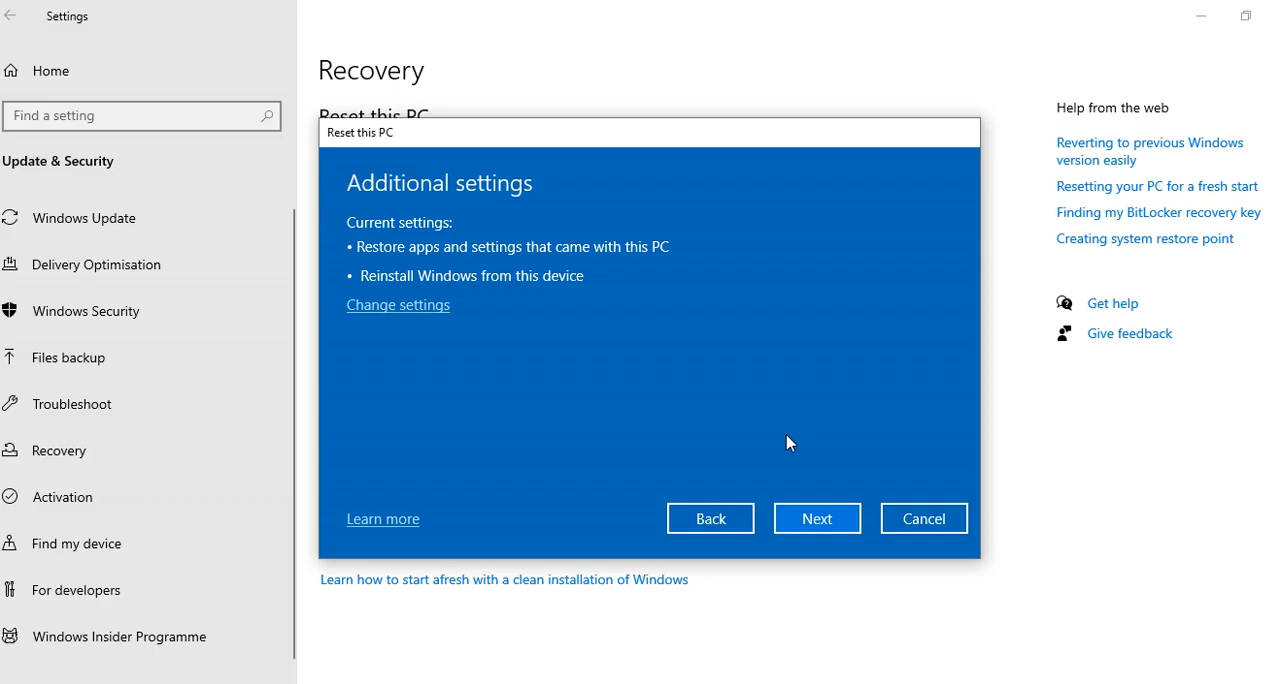 Settings
Home
Find a setting
Update & Security
Windows Update
Delivery Optimisation
Windows Security
Files backup
Troubleshoot
Recovery
Activation
Find my device
For developers
Windows Insider Programme
Recovery
Reset this PC
Reset this PC
Additional settings
Current settings:
• Restore apps and settings that came with this PC
• Reinstall Windows from this device
Change settings
Learn more
Back
Next
Cancel
Learn how to start afresh with a clean installation of Windows
Help from the web
Reverting to previous Windows
version easily
Resetting your PC for a fresh start
Finding my BitLocker recovery key
Creating system restore point
Get help
Give feedback